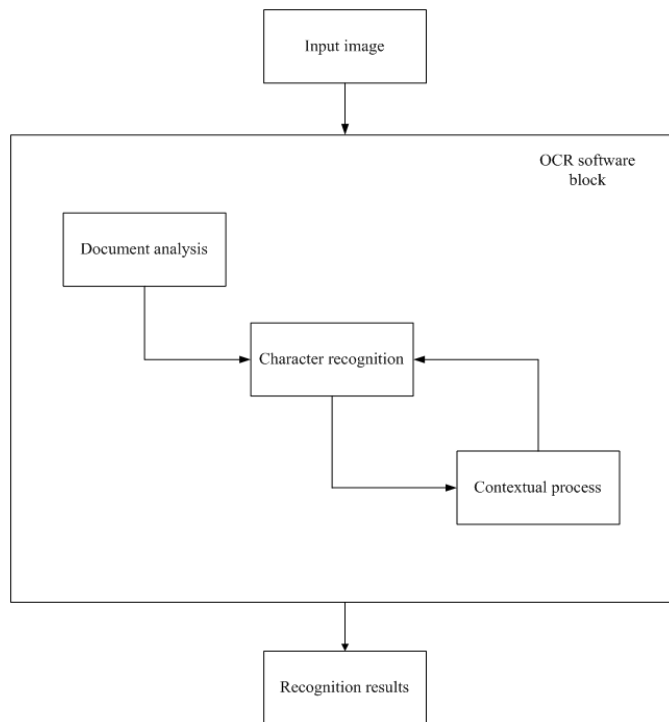 Input image
OCR software
block
Document analysis
Character recognition
Contextual process
Recognition results